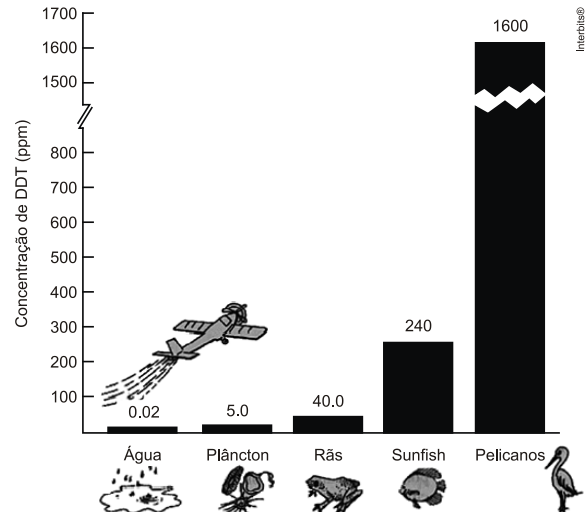 Interbits®
Concentração de DDT (ppm)
1700
1600
1500
800
700
600
500
400
300
200
100
0.02
5.0
40.0
240
1600
Água
Plâncton
Rãs
Sunfish
Pelicanos